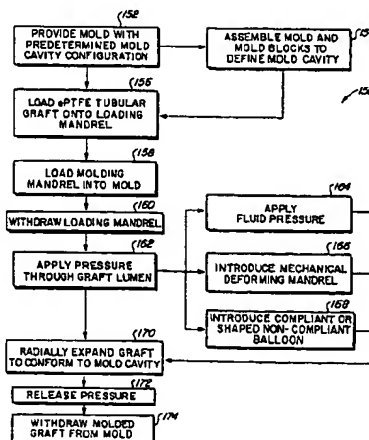 152
PROVIDE MOLD WITH
PREDETERMINED MOLD
CAVITY CONFIGURATION
ASSEMBLE MOLD AND
MOLD BLOCKS TO
DEFINE MOLD CAVITY
156
LOAD ePTFE TUBULAR
GRAFT ONTO LOADING
MANDREL
158
LOAD MOLDING
MANDREL INTO MOLD
160
WITHDRAW LOADING MANDREL
162
APPLY PRESSURE
THROUGH GRAFT LUMEN
164
APPLY
FLUID PRESSURE
166
INTRODUCE MECHANICAL
DEFORMING MANDREL
168
INTRODUCE COMPLIANT OR
SHAPED NON-COMPLIANT
BALLOON
170
RADIALLY EXPAND GRAFT
TO CONFORM TO MOLD CAVITY
172
RELEASE PRESSURE
174
WITHDRAW MOLDED
GRAFT FROM MOLD